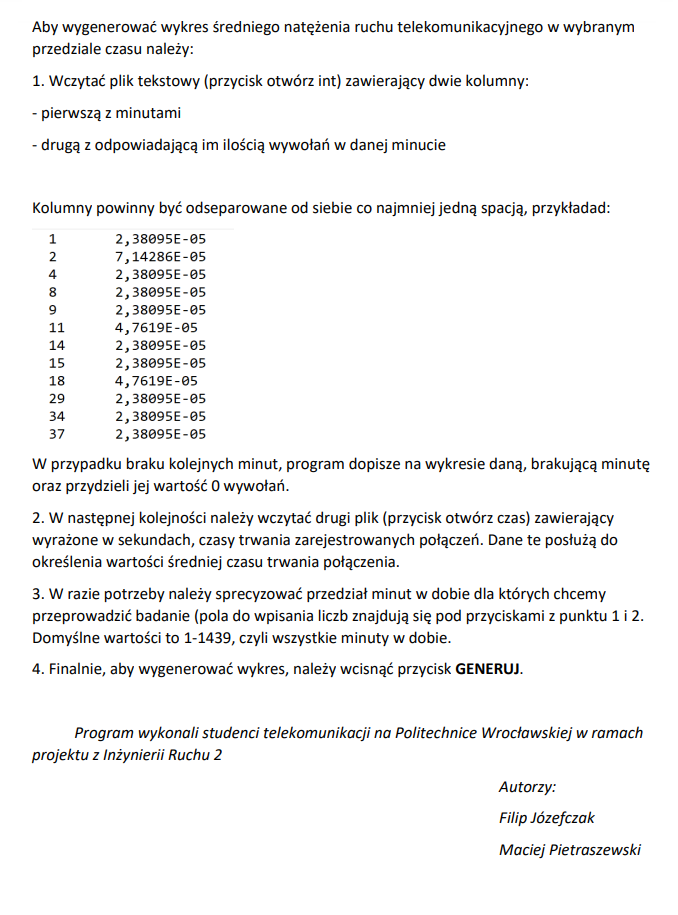 Aby wygenerować wykres średniego natężenia ruchu telekomunikacyjnego w wybranym
przedziale czasu należy:
1. Wczytać plik tekstowy (przycisk otwórz int) zawierający dwie kolumny:
- pierwszą z minutami
- drugą z odpowiadającą im ilością wywołań w danej minucie
Kolumny powinny być odseparowane od siebie co najmniej jedną spacją, przykładad:
1 2,38095E-05
2 7,14286E-05
4 2,38095E-05
8 2,38095E-05
9 2,38095E-05
11 4,7619E-05
14 2,38095E-05
15 2,38095E-05
18 4,7619E-05
29 2,38095E-05
34 2,38095E-05
37 2,38095E-05
W przypadku braku kolejnych minut, program dopisze na wykresie daną, brakującą minutę
oraz przydzieli jej wartość 0 wywołań.
2. W następnej kolejności należy wczytać drugi plik (przycisk otwórz czas) zawierający
wyrażone w sekundach, czasy trwania zarejestrowanych połączeń. Dane te posłużą do
określenia wartości średniej czasu trwania połączenia.
3. W razie potrzeby należy sprecyzować przedział minut w dobie dla których chcemy
przeprowadzić badanie (pola do wpisania liczb znajdują się pod przyciskami z punktu 1 i 2.
Domyślne wartości to 1-1439, czyli wszystkie minuty w dobie.
4. Finalnie, aby wygenerować wykres, należy wcisnąć przycisk GENERUJ.
Program wykonali studenci telekomunikacji na Politechnice Wrocławskiej w ramach
projektu z Inżynierii Ruchu 2
Autorzy:
Filip Józefczak
Maciej Pietraszewski